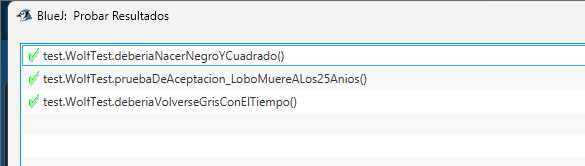 BlueJ: Probar Resultados
test.WolfTest.deberiaNacerNegroYCuadrado()
test.WolfTest.pruebaDeAceptacion_LoboMuereALos25Anios()
test.WolfTest.deberiaVolverseGrisConElTiempo()